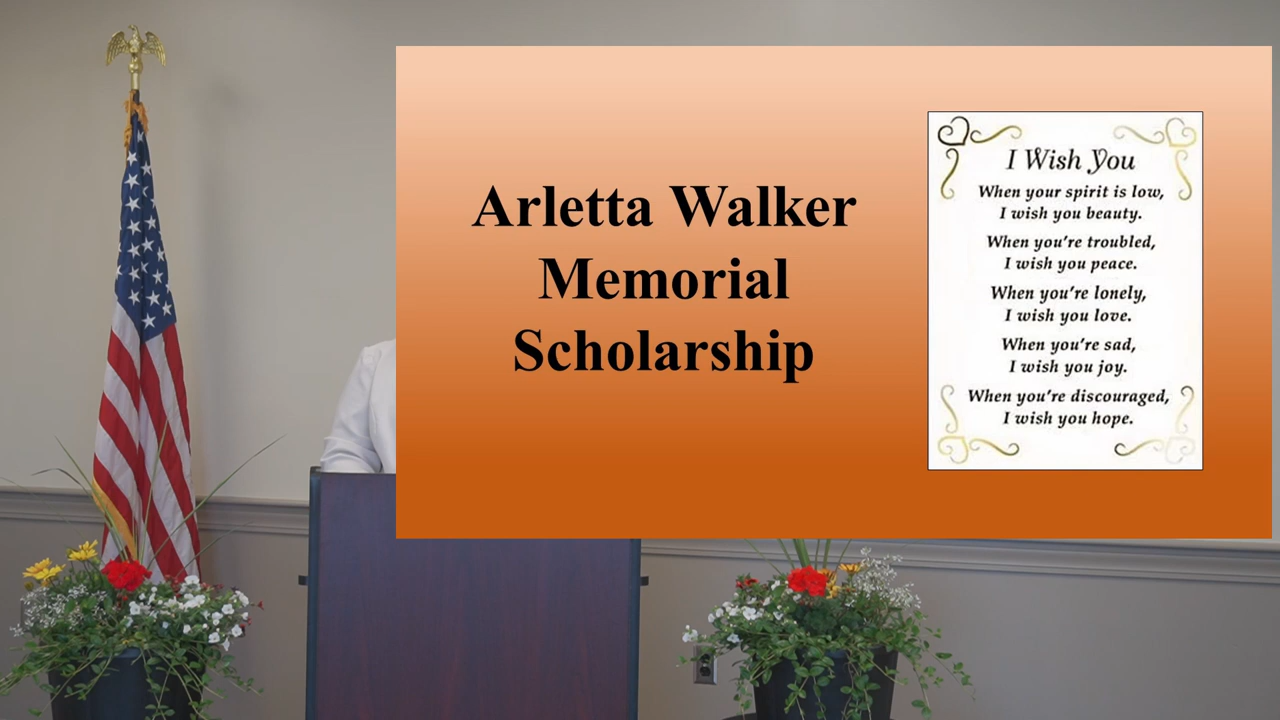 Arletta Walker
Memorial
Scholarship
I Wish You
When your spirit is low,
I wish you beauty.
When you're troubled,
I wish you peace.
When you're lonely,
I wish you love.
When you're sad,
I wish you joy.
When you're discouraged,
I wish you hope.